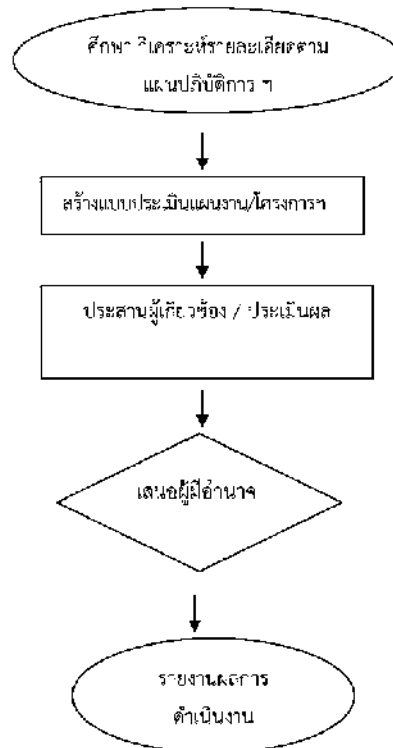 ศึกษา วิเคราะห์รายละเอียดตาม
แผนปฏิบัติการ ฯ
สร้างแบบประเมินแผนงาน/โครงการฯ
ประสานผู้เกี่ยวข้อง / ประเมินผล
เสนอผู้มีอำนาจ
รายงานผลการ
ดำเนินงาน